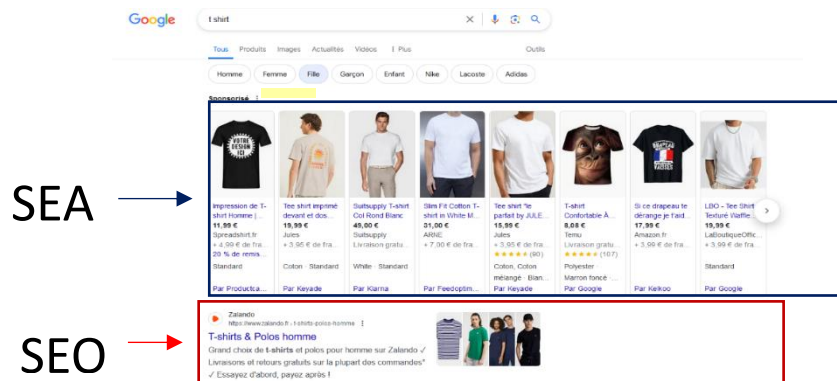 Google
t shirt
Tous Produits Images Actualités Vidéos Plus Outils
Homme Femme Fille Garçon Enfant Nike Lacoste Adidas
Sponsorisé
SEA
VOTRE DESIGN ICI
Impression de T-shirt Homme |...
11,99 €
Spreadshirt.fr
+ 4,99 € de fra...
20 % de remis...
Standard
Par Productca...
Tee shirt imprimé devant et dos...
19,99 €
Jules
+ 3,95 € de fra...
Coton · Standard
Par Keyade
Suitsupply T-shirt Col Rond Blanc
49,00 €
Suitsupply
Livraison gratu...
White · Standard
Par Klarna
Slim Fit Cotton T-shirt in White M...
31,00 €
ARNE
+ 7,00 € de fra...
Par Feedoptim...
Tee shirt "le parfait by JULE...
15,99 €
Jules
+ 3,95 € de fra...
(90)
Coton, Coton mélangé · Blan...
Par Keyade
T-shirt Confortable À...
8,08 €
Temu
Livraison gratu...
(107)
Polyester
Marron foncé ·...
Par Google
Si ce drapeau te dérange je t'aid...
17,99 €
Amazon.fr
+ 3,99 € de fra...
Par Kelkoo
LBO - Tee Shirt Texturé Waffle...
19,99 €
LaBoutiqueOffic...
+ 3,99 € de fra...
Standard
Par Google
SEO
Zalando
https://www.zalando.fr › t-shirts-polos-homme
T-shirts & Polos homme
Grand choix de t-shirts et polos pour homme sur Zalando ✓
Livraisons et retours gratuits sur la plupart des commandes*
✓ Essayez d'abord, payez après !